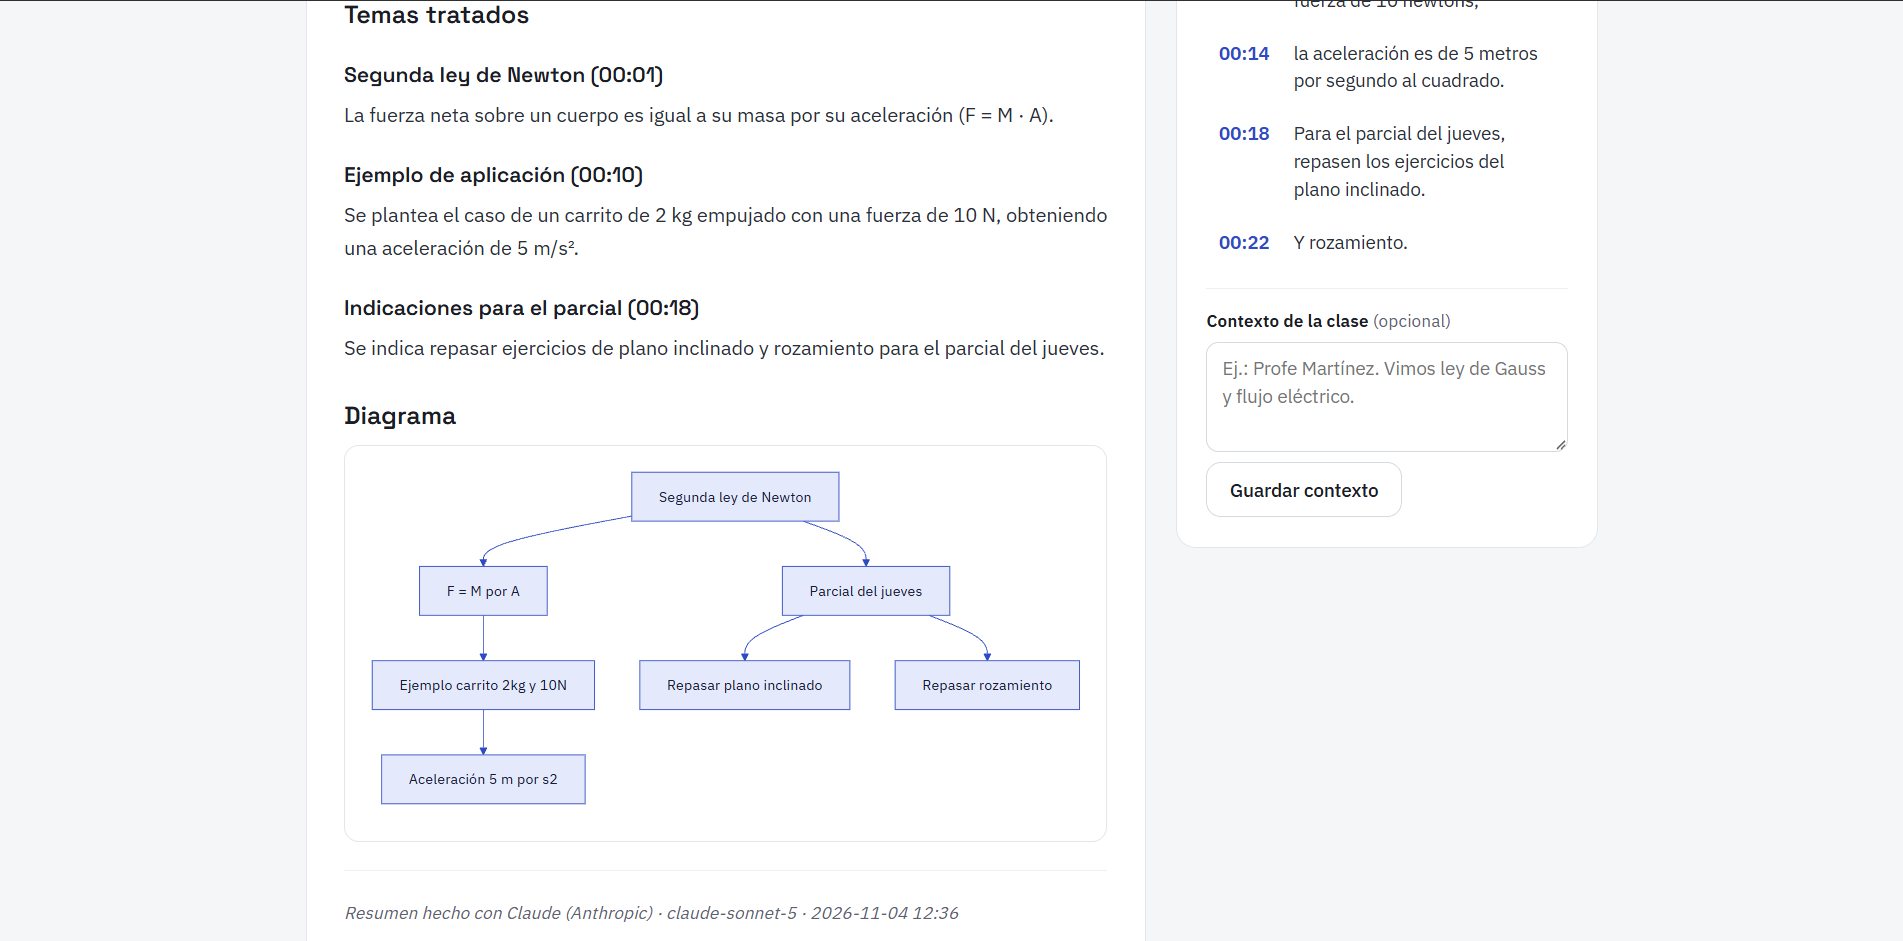 Temas tratados
Segunda ley de Newton (00:01)
La fuerza neta sobre un cuerpo es igual a su masa por su aceleración (F = M · A).
Ejemplo de aplicación (00:10)
Se plantea el caso de un carrito de 2 kg empujado con una fuerza de 10 N, obteniendo
una aceleración de 5 m/s².
Indicaciones para el parcial (00:18)
Se indica repasar ejercicios de plano inclinado y rozamiento para el parcial del jueves.
Diagrama
Segunda ley de Newton
F = M por A
Parcial del jueves
Ejemplo carrito 2kg y 10N
Repasar plano inclinado
Repasar rozamiento
Aceleración 5 m por s2
Resumen hecho con Claude (Anthropic) · claude-sonnet-5 · 2026-11-04 12:36
fuerza de 10 newtons,
00:14 la aceleración es de 5 metros
por segundo al cuadrado.
00:18 Para el parcial del jueves,
repasen los ejercicios del
plano inclinado.
00:22 Y rozamiento.
Contexto de la clase (opcional)
Ej.: Profe Martínez. Vimos ley de Gauss
y flujo eléctrico.
Guardar contexto